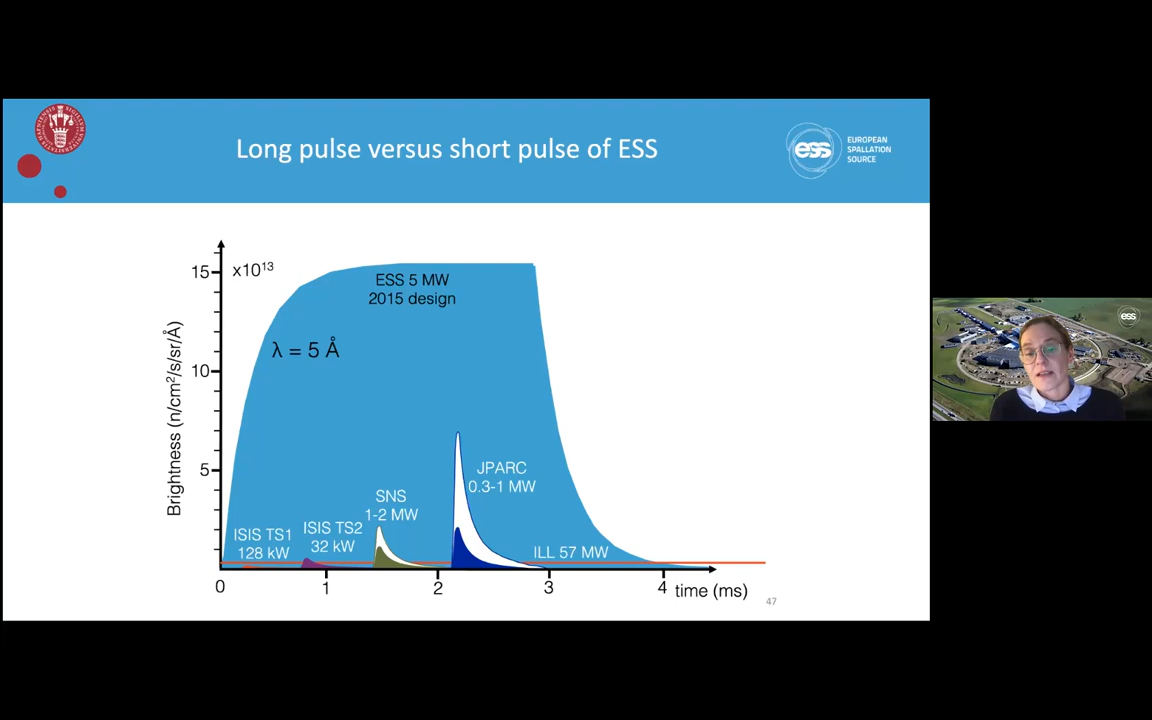 Long pulse versus short pulse of ESS
ess
EUROPEAN
SPALLATION
SOURCE
Brightness (n/cm²/s/sr/Å)
15
10
5
x10¹³
ESS 5 MW
2015 design
λ = 5 Å
JPARC
0.3-1 MW
SNS
1-2 MW
ISIS TS1
128 kW
ISIS TS2
32 kW
ILL 57 MW
0 1 2 3 4 time (ms)
47
ess